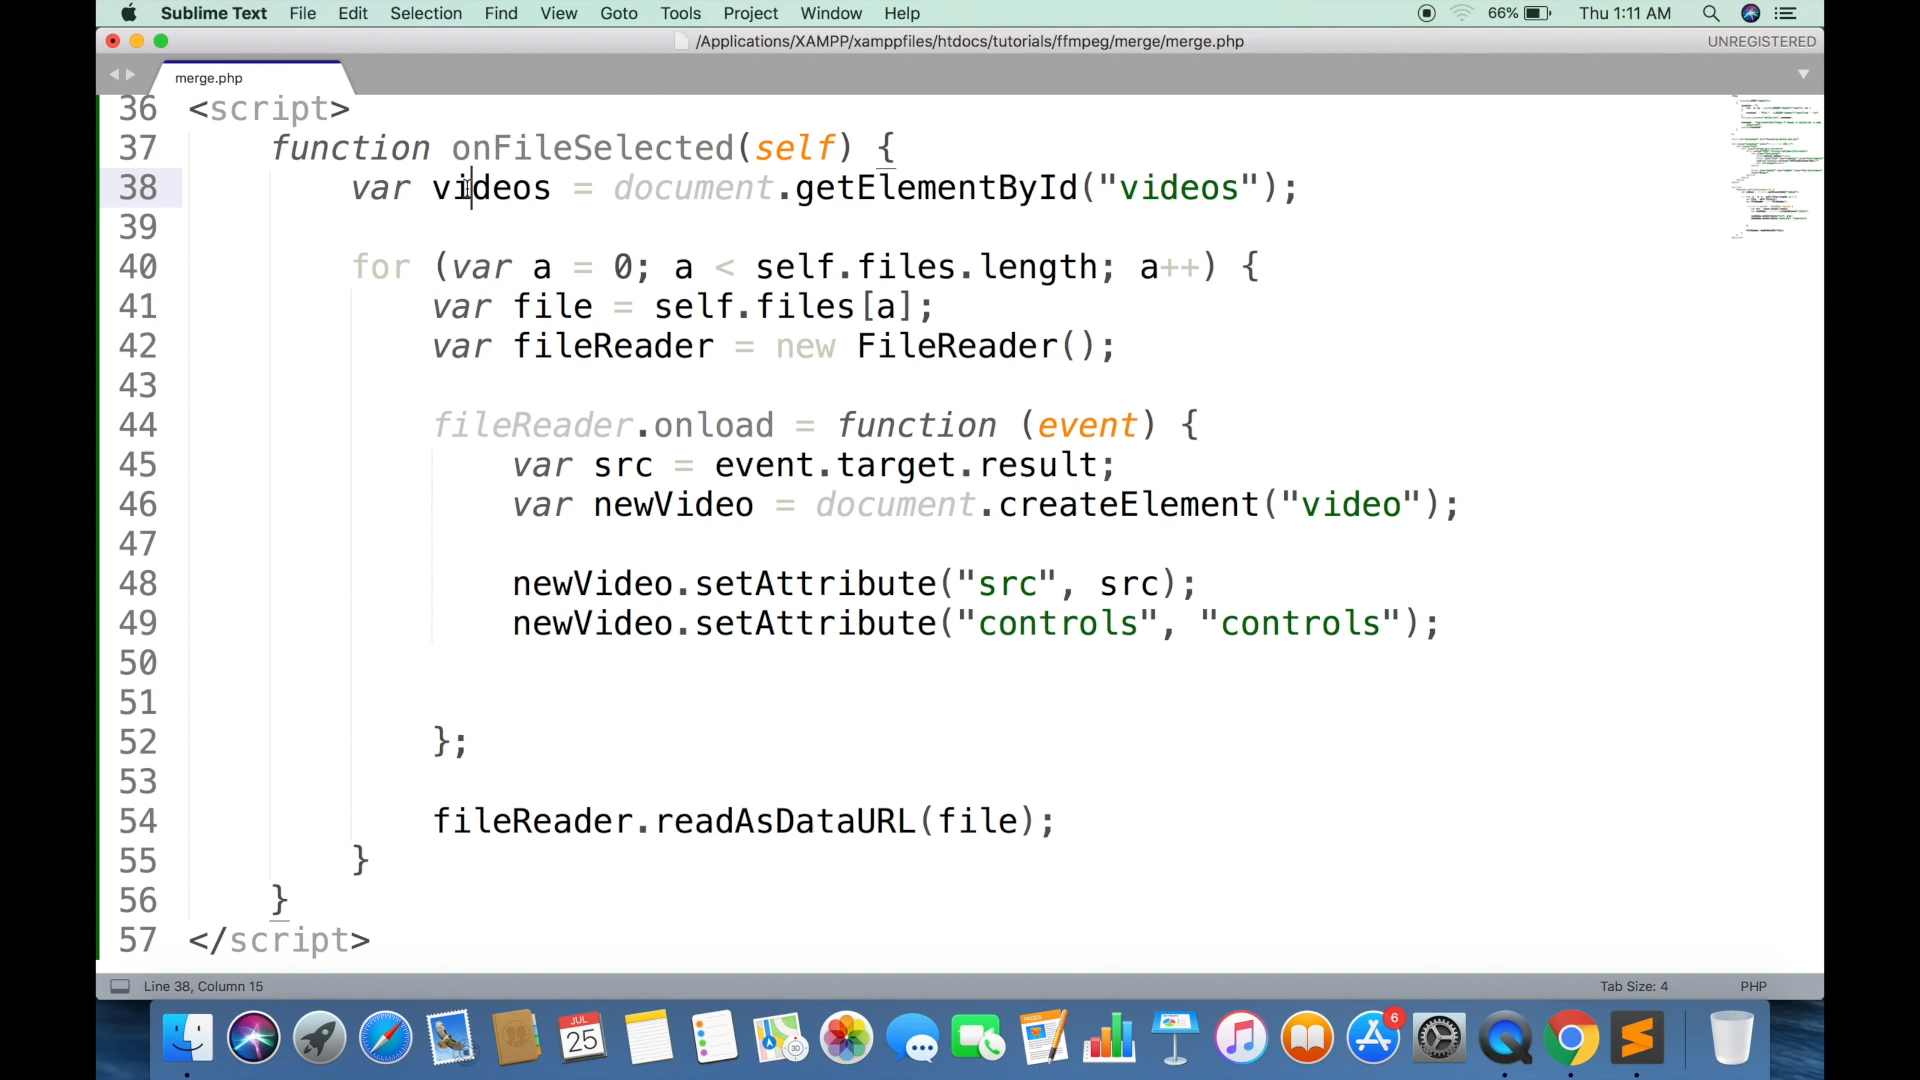 Sublime Text File Edit Selection Find View Goto Tools Project Window Help 66% Thu 1:11 AM
/Applications/XAMPP/xamppfiles/htdocs/tutorials/ffmpeg/merge/merge.php UNREGISTERED
merge.php
36 <script>
37 function onFileSelected(self) {
38 var videos = document.getElementById("videos");
39
40 for (var a = 0; a < self.files.length; a++) {
41 var file = self.files[a];
42 var fileReader = new FileReader();
43
44 fileReader.onload = function (event) {
45 var src = event.target.result;
46 var newVideo = document.createElement("video");
47
48 newVideo.setAttribute("src", src);
49 newVideo.setAttribute("controls", "controls");
50
51
52 };
53
54 fileReader.readAsDataURL(file);
55 }
56 }
57 </script>
Line 38, Column 15 Tab Size: 4 PHP
JUL
25
PAGES
6